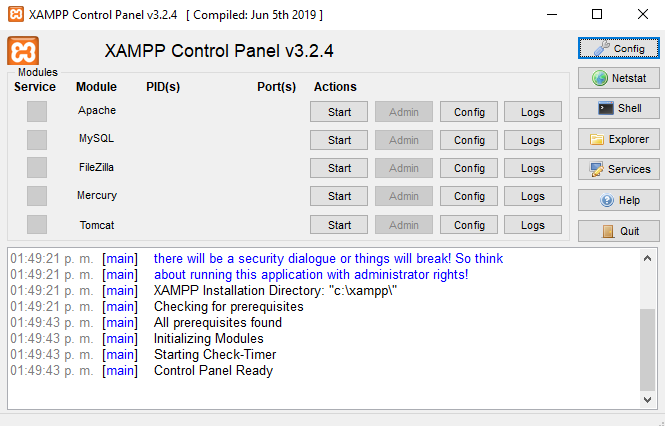 XAMPP Control Panel v3.2.4 [ Compiled: Jun 5th 2019 ]
XAMPP Control Panel v3.2.4
Config
Modules
Netstat
Service Module PID(s) Port(s) Actions
Apache Start Admin Config Logs
Shell
MySQL Start Admin Config Logs
Explorer
FileZilla Start Admin Config Logs
Services
Mercury Start Admin Config Logs
Help
Tomcat Start Admin Config Logs
Quit
01:49:21 p. m. [main] there will be a security dialogue or things will break! So think
01:49:21 p. m. [main] about running this application with administrator rights!
01:49:21 p. m. [main] XAMPP Installation Directory: "c:\xampp\"
01:49:21 p. m. [main] Checking for prerequisites
01:49:43 p. m. [main] All prerequisites found
01:49:43 p. m. [main] Initializing Modules
01:49:43 p. m. [main] Starting Check-Timer
01:49:43 p. m. [main] Control Panel Ready